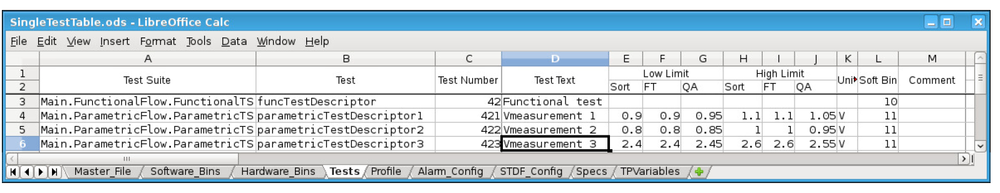 SingleTestTable.ods - LibreOffice Calc
File Edit View Insert Format Tools Data Window Help
A B C D E F G H I J K L M
1 Test Suite Test Test Number Test Text Low Limit High Limit Uni Soft Bin Comment
2 Sort FT QA Sort FT QA
3 Main.FunctionalFlow.FunctionalTS funcTestDescriptor 42 Functional test 10
4 Main.ParametricFlow.ParametricTS parametricTestDescriptor1 421 Vmeasurement 1 0.9 0.9 0.95 1.1 1.1 1.05 V 11
5 Main.ParametricFlow.ParametricTS parametricTestDescriptor2 422 Vmeasurement 2 0.8 0.8 0.85 1 1 0.95 V 11
6 Main.ParametricFlow.ParametricTS parametricTestDescriptor3 423 Vmeasurement 3 2.4 2.4 2.45 2.6 2.6 2.55 V 11
Master_File Software_Bins Hardware_Bins Tests Profile Alarm_Config STDF_Config Specs TPVariables